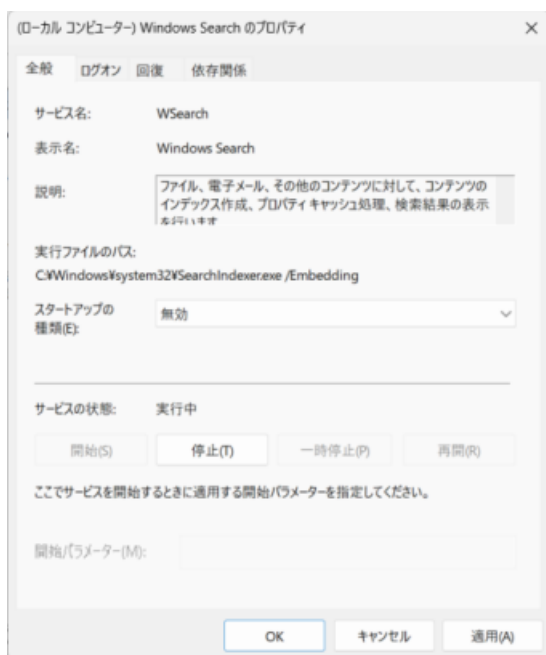 (ローカル コンピューター) Windows Search のプロパティ
全般 ログオン 回復 依存関係
サービス名: WSearch
表示名: Windows Search
説明: ファイル、電子メール、その他のコンテンツに対して、コンテンツの
インデックス作成、プロパティ キャッシュ処理、検索結果の表示
を行います
実行ファイルのパス:
C:¥Windows¥system32¥SearchIndexer.exe /Embedding
スタートアップの
種類(E): 無効
サービスの状態: 実行中
開始(S) 停止(T) 一時停止(P) 再開(R)
ここでサービスを開始するときに適用する開始パラメーターを指定してください。
開始パラメーター(M):
OK キャンセル 適用(A)